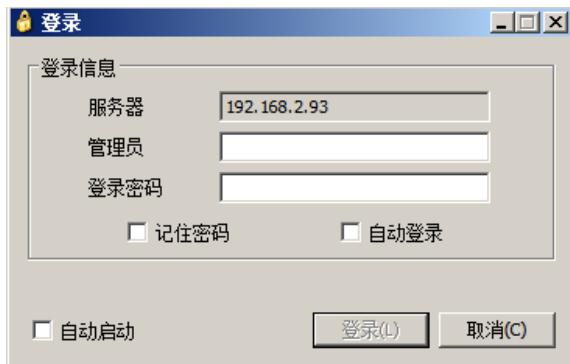 登录
登录信息
服务器 192.168.2.93
管理员
登录密码
记住密码 自动登录
自动启动 登录(L) 取消(C)